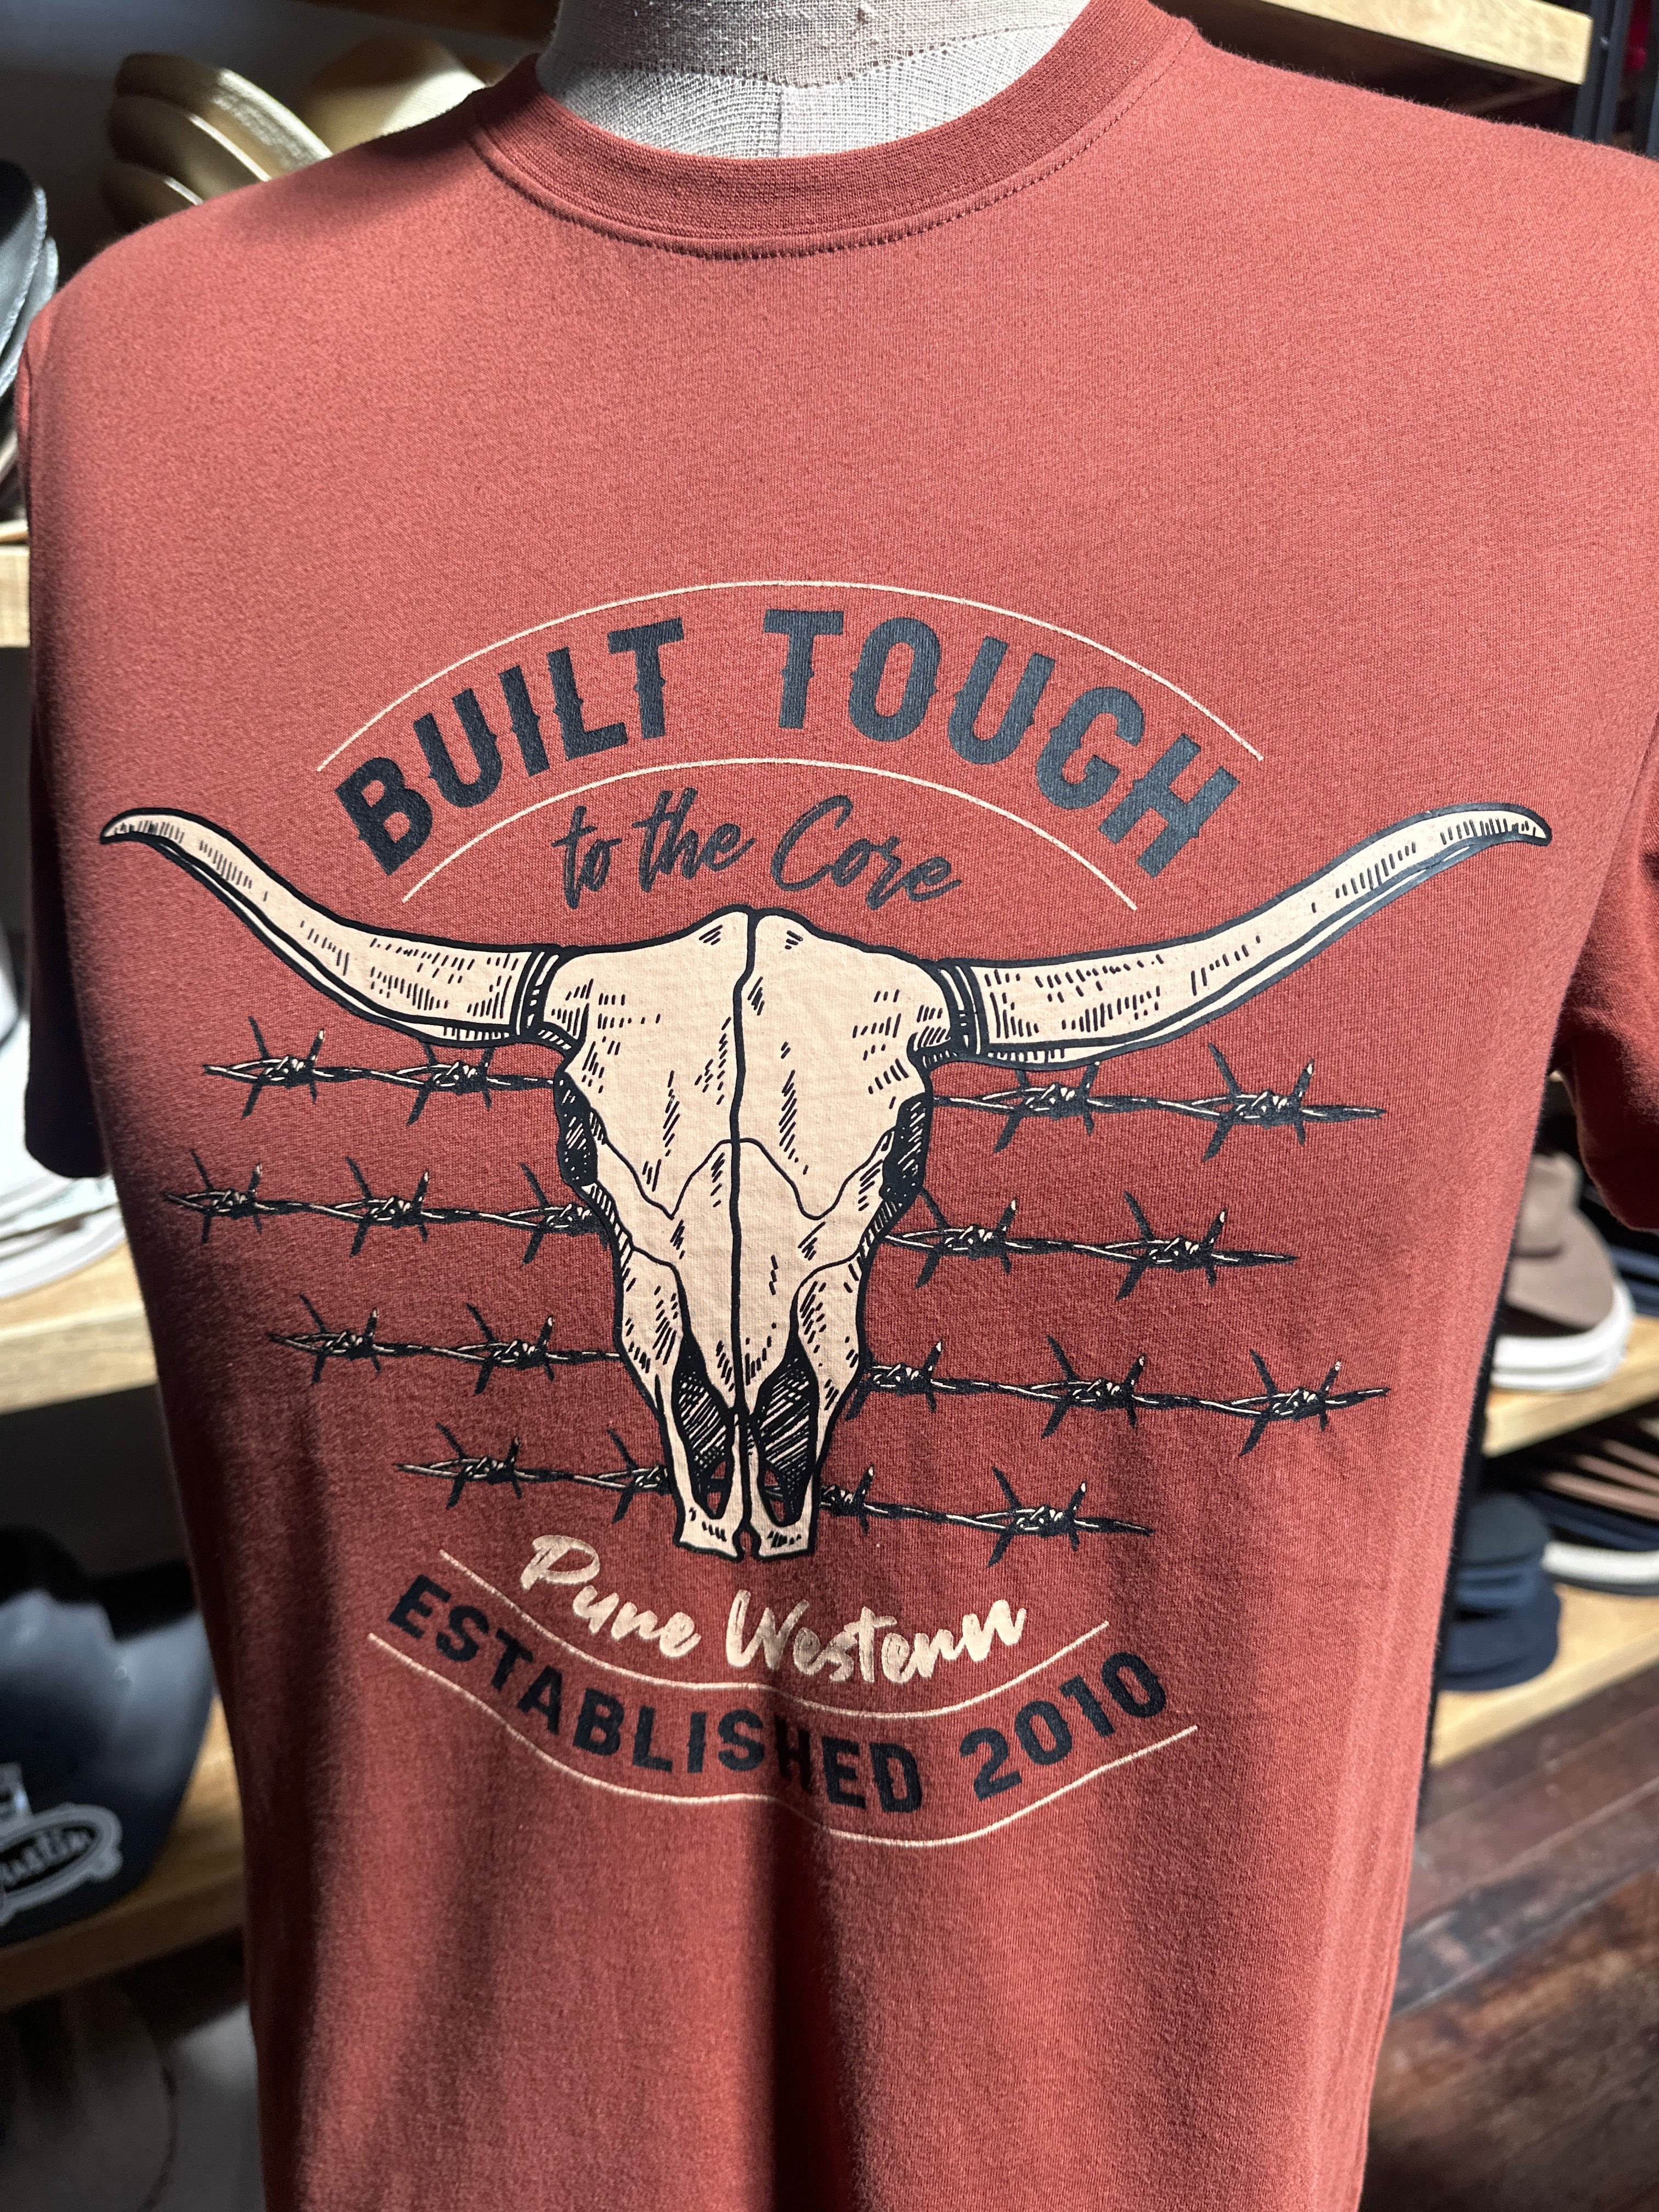 BUILT TOUGH
to the Core
Pure Western
ESTABLISHED 2010